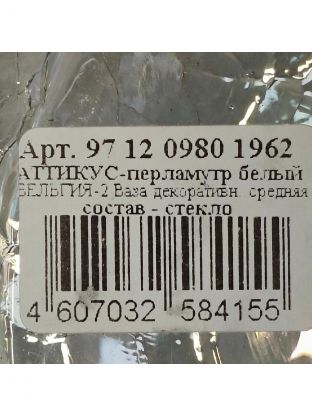 Арт. 97 12 0980 1962
АТТИКУС-перламутр белый
БЕЛЬГИЯ-2 Ваза декоративн. средняя
состав - стекло
4 607032 584155